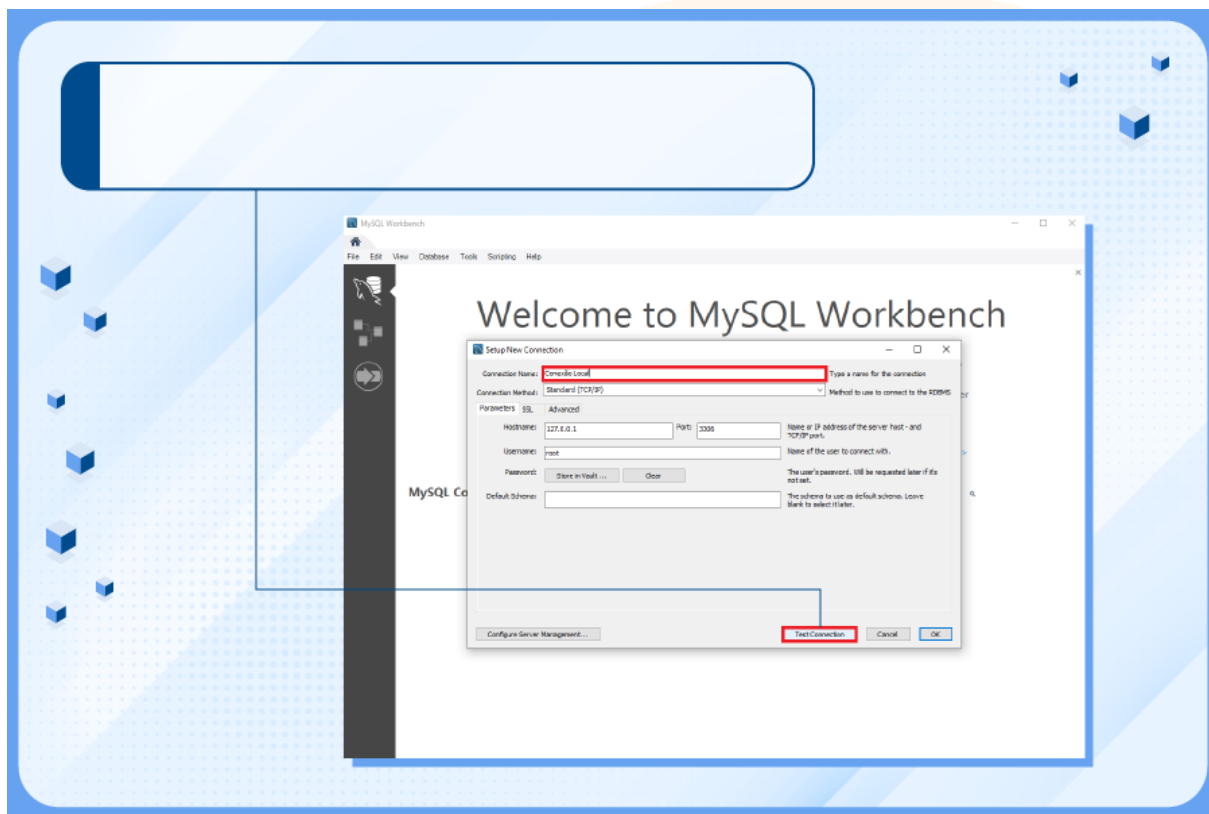 MySQL Workbench
File Edit View Database Tools Scripting Help
Welcome to MySQL Workbench
Setup New Connection
Connection Name: Conexão Local Type a name for the connection
Connection Method: Standard (TCP/IP) Method to use to connect to the RDBMS
Parameters SSL Advanced
Hostname: 127.0.0.1 Port: 3306 Name or IP address of the server host - and
TCP/IP port.
Username: root Name of the user to connect with.
Password: Store in Vault ... Clear The user's password. Will be requested later if it's
not set.
MySQL Co
Default Schema: The schema to use as default schema. Leave
blank to select it later.
Configure Server Management... Test Connection Cancel OK